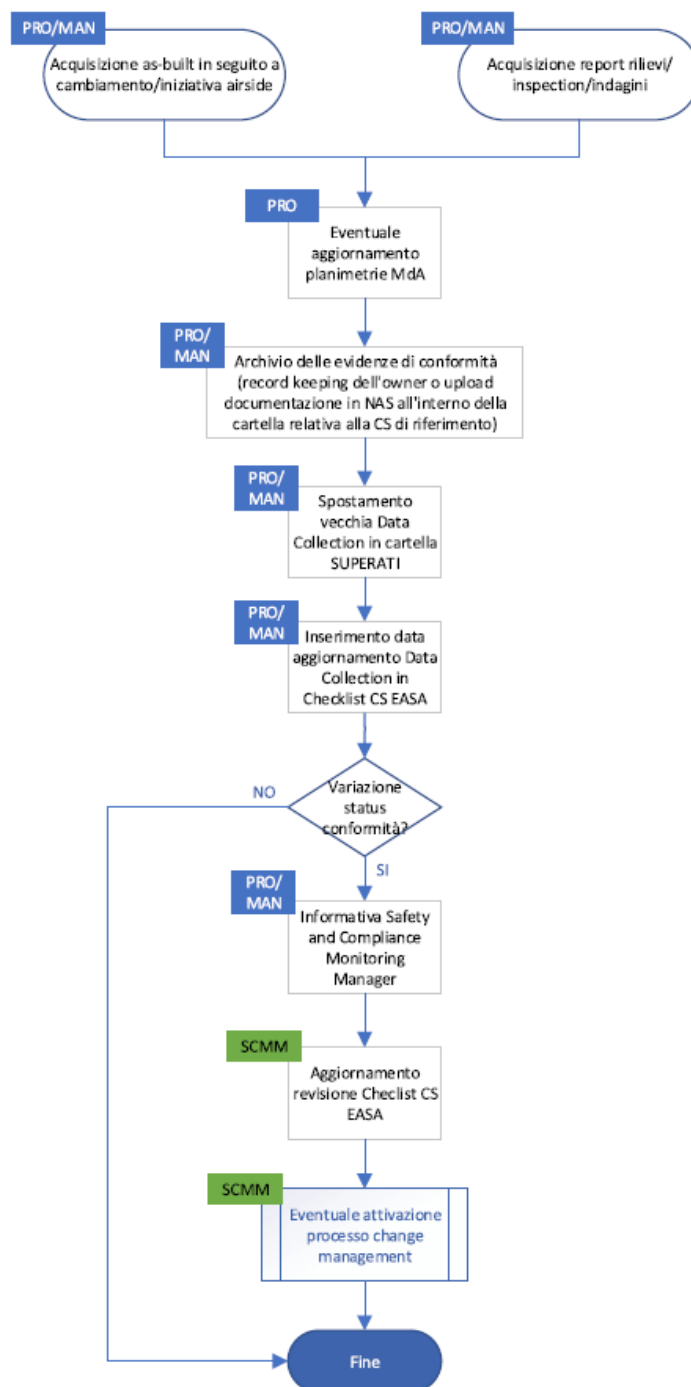 PRO/MAN
Acquisizione as-built in seguito a
cambiamento/iniziativa airside
PRO/MAN
Acquisizione report rilievi/
inspection/indagini
PRO
Eventuale
aggiornamento
planimetrie MdA
PRO/
MAN
Archivio delle evidenze di conformità
(record keeping dell'owner o upload
documentazione in NAS all'interno della
cartella relativa alla CS di riferimento)
PRO/
MAN
Spostamento
vecchia Data
Collection in cartella
SUPERATI
PRO/
MAN
Inserimento data
aggiornamento Data
Collection in
Checklist CS EASA
Variazione
status
conformità?
NO
SI
PRO/
MAN
Informativa Safety
and Compliance
Monitoring
Manager
SCMM
Aggiornamento
revisione Checlist CS
EASA
SCMM
Eventuale attivazione
processo change
management
Fine